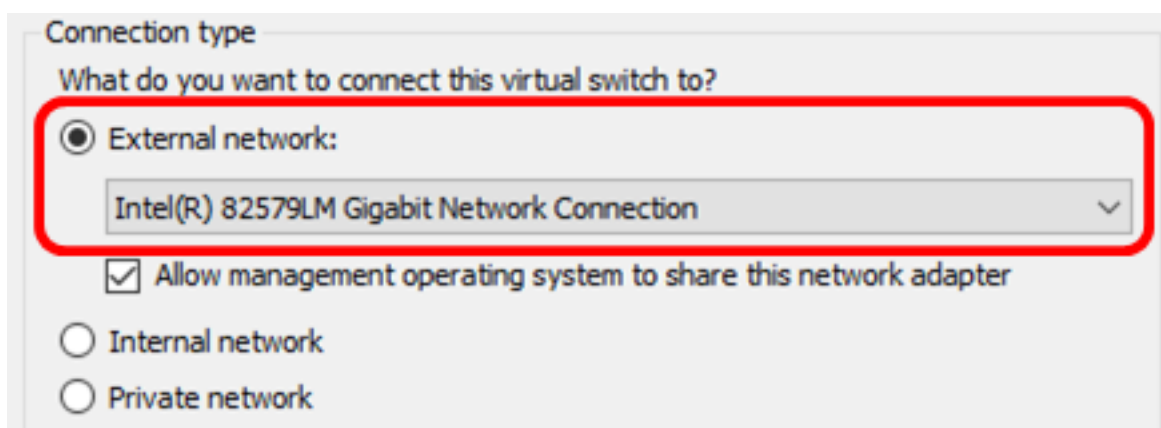 Connection type
What do you want to connect this virtual switch to?
External network:
Intel(R) 82579LM Gigabit Network Connection
Allow management operating system to share this network adapter
Internal network
Private network